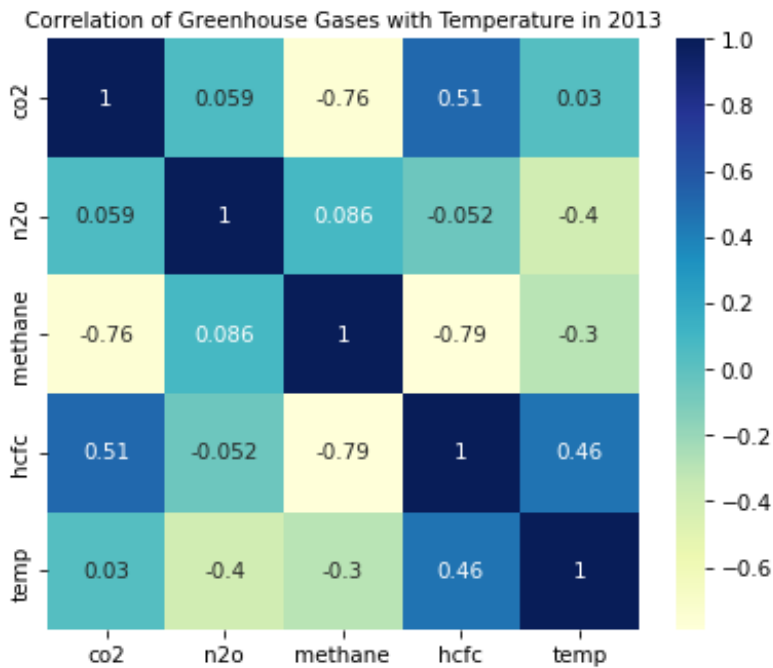 Correlation of Greenhouse Gases with Temperature in 2013
co2 1 0.059 -0.76 0.51 0.03
n2o 0.059 1 0.086 -0.052 -0.4
methane -0.76 0.086 1 -0.79 -0.3
hcfc 0.51 -0.052 -0.79 1 0.46
temp 0.03 -0.4 -0.3 0.46 1
co2 n2o methane hcfc temp
1.0
0.8
0.6
0.4
0.2
0.0
-0.2
-0.4
-0.6